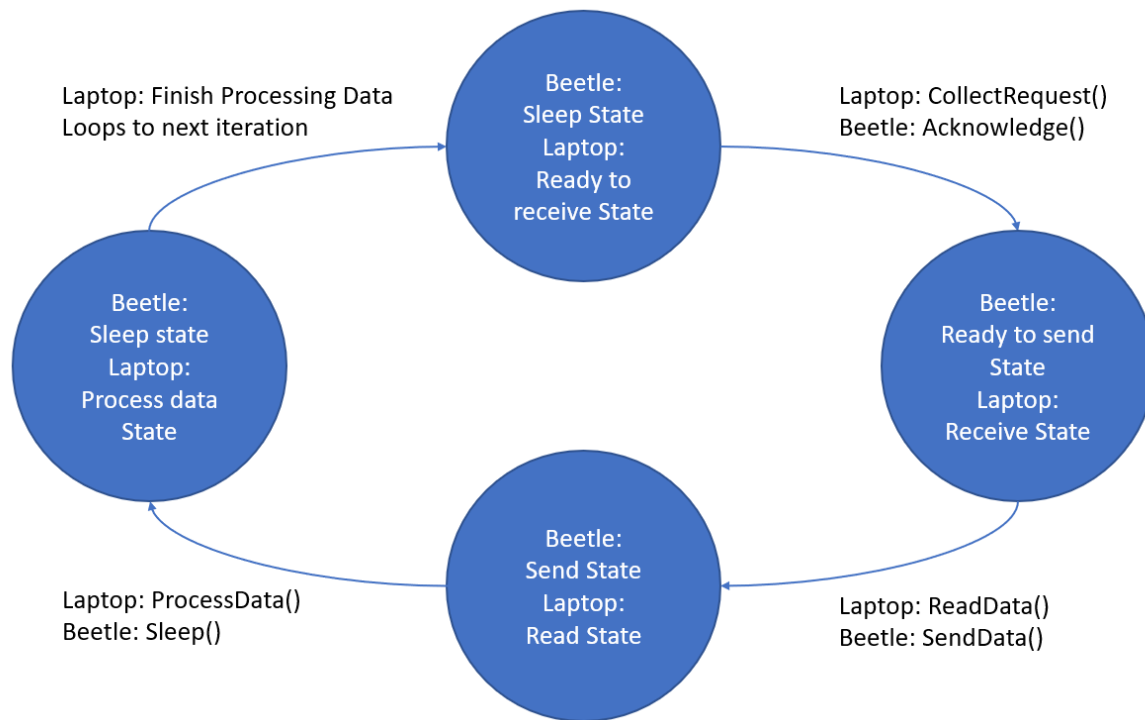 Laptop: Finish Processing Data
Loops to next iteration
Beetle:
Sleep State
Laptop:
Ready to
receive State
Laptop: CollectRequest()
Beetle: Acknowledge()
Beetle:
Sleep state
Laptop:
Process data
State
Beetle:
Ready to send
State
Laptop:
Receive State
Beetle:
Send State
Laptop:
Read State
Laptop: ProcessData()
Beetle: Sleep()
Laptop: ReadData()
Beetle: SendData()